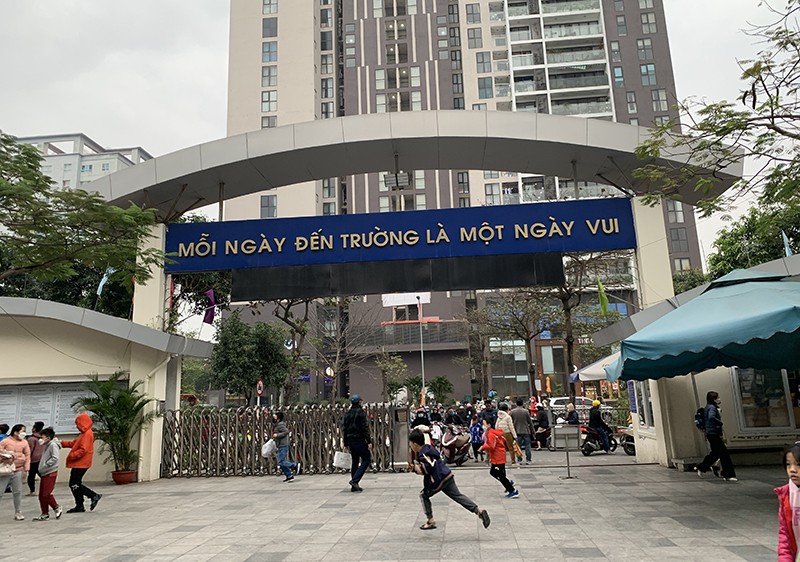 MỖI NGÀY ĐẾN TRƯỜNG LÀ MỘT NGÀY VUI